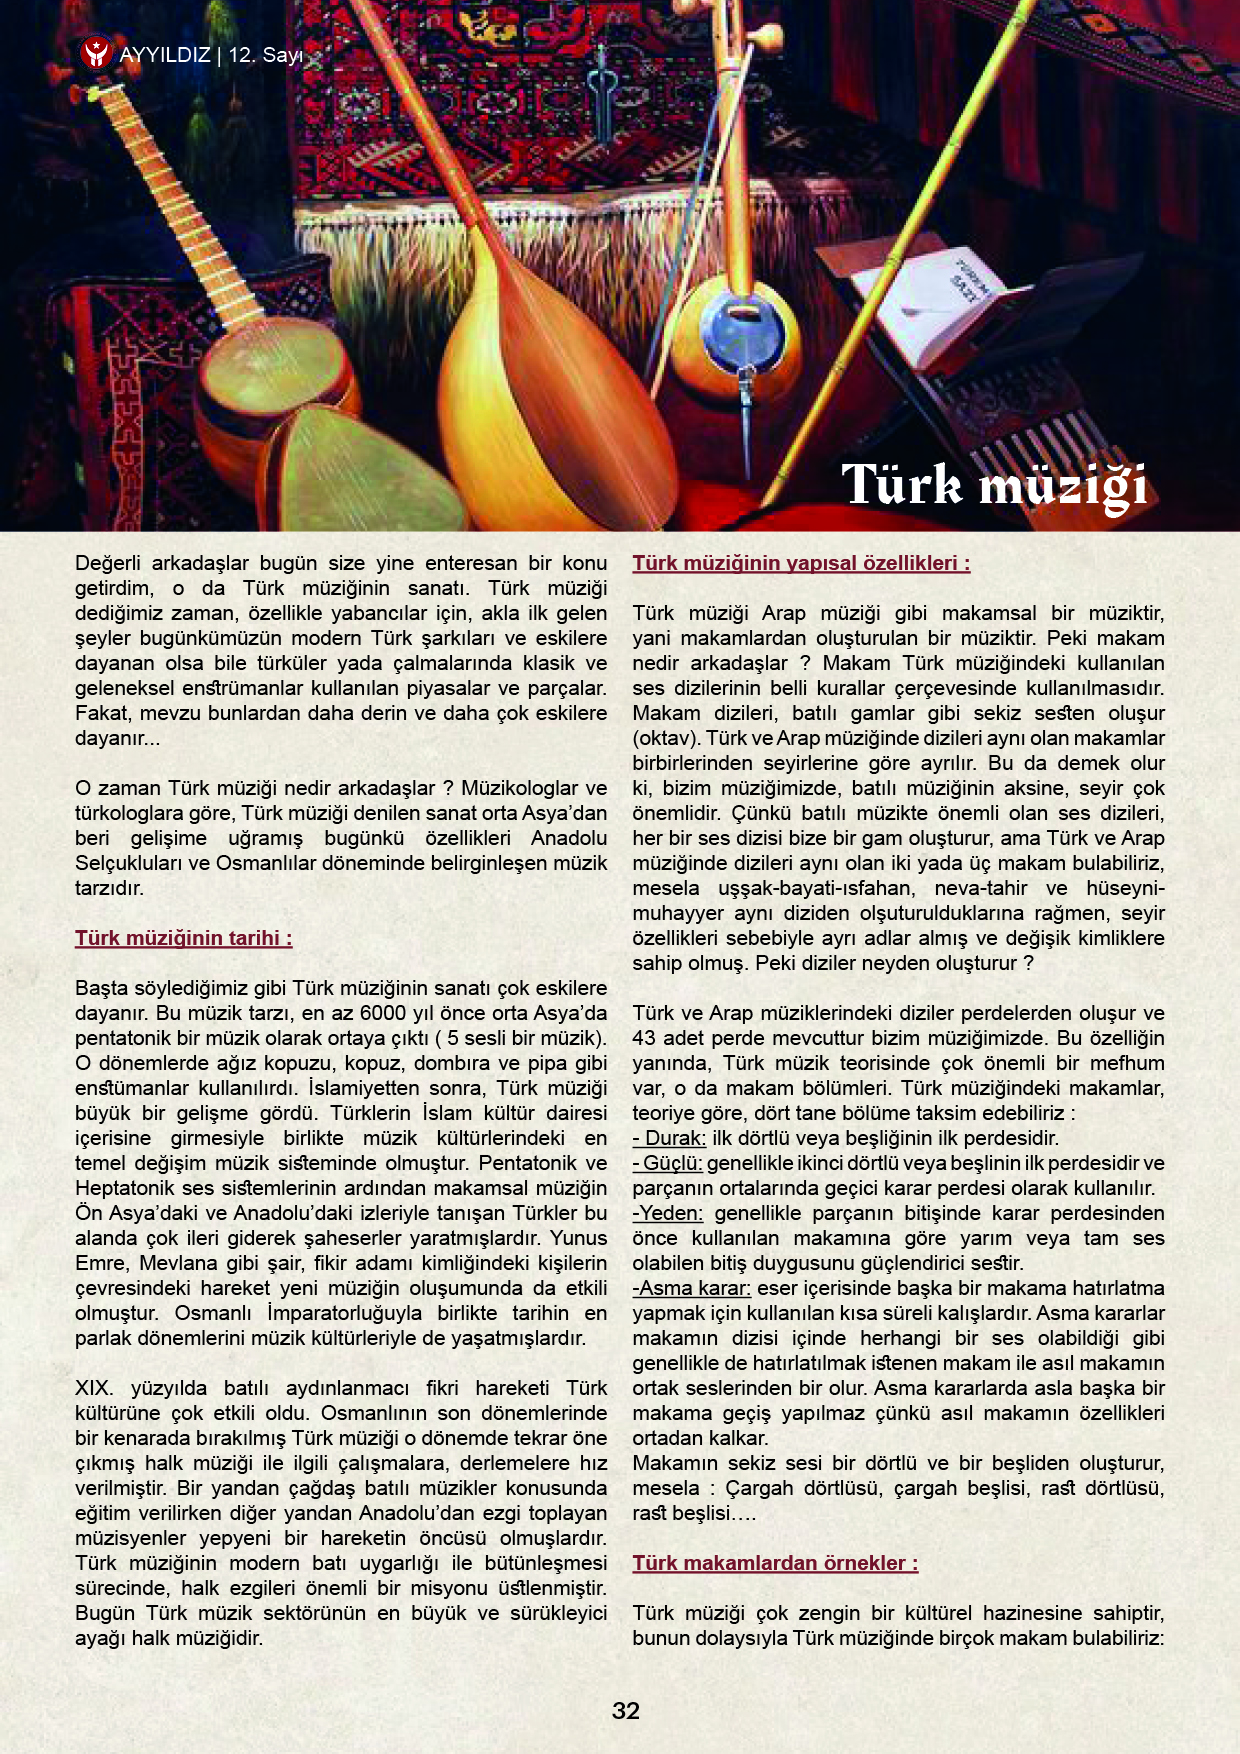 AYYILDIZ | 12. Sayı
Türk müziği
Değerli arkadaşlar bugün size yine enteresan bir konu
getirdim, o da Türk müziğinin sanatı. Türk müziği
dediğimiz zaman, özellikle yabancılar için, akla ilk gelen
şeyler bugünkümüzün modern Türk şarkıları ve eskilere
dayanan olsa bile türküler yada çalmalarında klasik ve
geleneksel enstrümanlar kullanılan piyasalar ve parçalar.
Fakat, mevzu bunlardan daha derin ve daha çok eskilere
dayanır...
O zaman Türk müziği nedir arkadaşlar ? Müzikologlar ve
türkologlara göre, Türk müziği denilen sanat orta Asya’dan
beri gelişime uğramış bugünkü özellikleri Anadolu
Selçukluları ve Osmanlılar döneminde belirginleşen müzik
tarzıdır.
Türk müziğinin tarihi :
Başta söylediğimiz gibi Türk müziğinin sanatı çok eskilere
dayanır. Bu müzik tarzı, en az 6000 yıl önce orta Asya’da
pentatonik bir müzik olarak ortaya çıktı ( 5 sesli bir müzik).
O dönemlerde ağız kopuzu, kopuz, dombıra ve pipa gibi
enstümanlar kullanılırdı. İslamiyetten sonra, Türk müziği
büyük bir gelişme gördü. Türklerin İslam kültür dairesi
içerisine girmesiyle birlikte müzik kültürlerindeki en
temel değişim müzik sisteminde olmuştur. Pentatonik ve
Heptatonik ses sistemlerinin ardından makamsal müziğin
Ön Asya’daki ve Anadolu’daki izleriyle tanışan Türkler bu
alanda çok ileri giderek şaheserler yaratmışlardır. Yunus
Emre, Mevlana gibi şair, fikir adamı kimliğindeki kişilerin
çevresindeki hareket yeni müziğin oluşumunda da etkili
olmuştur. Osmanlı İmparatorluğuyla birlikte tarihin en
parlak dönemlerini müzik kültürleriyle de yaşatmışlardır.
XIX. yüzyılda batılı aydınlanmacı fikri hareketi Türk
kültürüne çok etkili oldu. Osmanlının son dönemlerinde
bir kenarada bırakılmış Türk müziği o dönemde tekrar öne
çıkmış halk müziği ile ilgili çalışmalara, derlemelere hız
verilmiştir. Bir yandan çağdaş batılı müzikler konusunda
eğitim verilirken diğer yandan Anadolu’dan ezgi toplayan
müzisyenler yepyeni bir hareketin öncüsü olmuşlardır.
Türk müziğinin modern batı uygarlığı ile bütünleşmesi
sürecinde, halk ezgileri önemli bir misyonu üstlenmiştir.
Bugün Türk müzik sektörünün en büyük ve sürükleyici
ayağı halk müziğidir.
Türk müziğinin yapısal özellikleri :
Türk müziği Arap müziği gibi makamsal bir müziktir,
yani makamlardan oluşturulan bir müziktir. Peki makam
nedir arkadaşlar ? Makam Türk müziğindeki kullanılan
ses dizilerinin belli kurallar çerçevesinde kullanılmasıdır.
Makam dizileri, batılı gamlar gibi sekiz sesten oluşur
(oktav). Türk ve Arap müziğinde dizileri aynı olan makamlar
birbirlerinden seyirlerine göre ayrılır. Bu da demek olur
ki, bizim müziğimizde, batılı müziğinin aksine, seyir çok
önemlidir. Çünkü batılı müzikte önemli olan ses dizileri,
her bir ses dizisi bize bir gam oluşturur, ama Türk ve Arap
müziğinde dizileri aynı olan iki yada üç makam bulabiliriz,
mesela uşşak-bayati-ısfahan, neva-tahir ve hüseyni-
muhayyer aynı diziden olşuturulduklarına rağmen, seyir
özellikleri sebebiyle ayrı adlar almış ve değişik kimliklere
sahip olmuş. Peki diziler neyden oluşturur ?
Türk ve Arap müziklerindeki diziler perdelerden oluşur ve
43 adet perde mevcuttur bizim müziğimizde. Bu özelliğin
yanında, Türk müzik teorisinde çok önemli bir mefhum
var, o da makam bölümleri. Türk müziğindeki makamlar,
teoriye göre, dört tane bölüme taksim edebiliriz :
- Durak: ilk dörtlü veya beşliğinin ilk perdesidir.
- Güçlü: genellikle ikinci dörtlü veya beşlinin ilk perdesidir ve
parçanın ortalarında geçici karar perdesi olarak kullanılır.
-Yeden: genellikle parçanın bitişinde karar perdesinden
önce kullanılan makamına göre yarım veya tam ses
olabilen bitiş duygusunu güçlendirici sestir.
-Asma karar: eser içerisinde başka bir makama hatırlatma
yapmak için kullanılan kısa süreli kalışlardır. Asma kararlar
makamın dizisi içinde herhangi bir ses olabildiği gibi
genellikle de hatırlatılmak istenen makam ile asıl makamın
ortak seslerinden bir olur. Asma kararlarda asla başka bir
makama geçiş yapılmaz çünkü asıl makamın özellikleri
ortadan kalkar.
Makamın sekiz sesi bir dörtlü ve bir beşliden oluşturur,
mesela : Çargah dörtlüsü, çargah beşlisi, rast dörtlüsü,
rast beşlisi….
Türk makamlardan örnekler :
Türk müziği çok zengin bir kültürel hazinesine sahiptir,
bunun dolaysıyla Türk müziğinde birçok makam bulabiliriz:
32